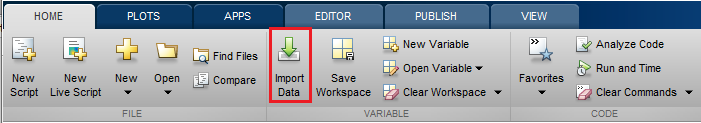 HOME PLOTS APPS EDITOR PUBLISH VIEW
New Script
New Live Script
New
Open
Find Files
Compare
Import Data
Save Workspace
New Variable
Open Variable
Clear Workspace
Favorites
Analyze Code
Run and Time
Clear Commands
FILE VARIABLE CODE